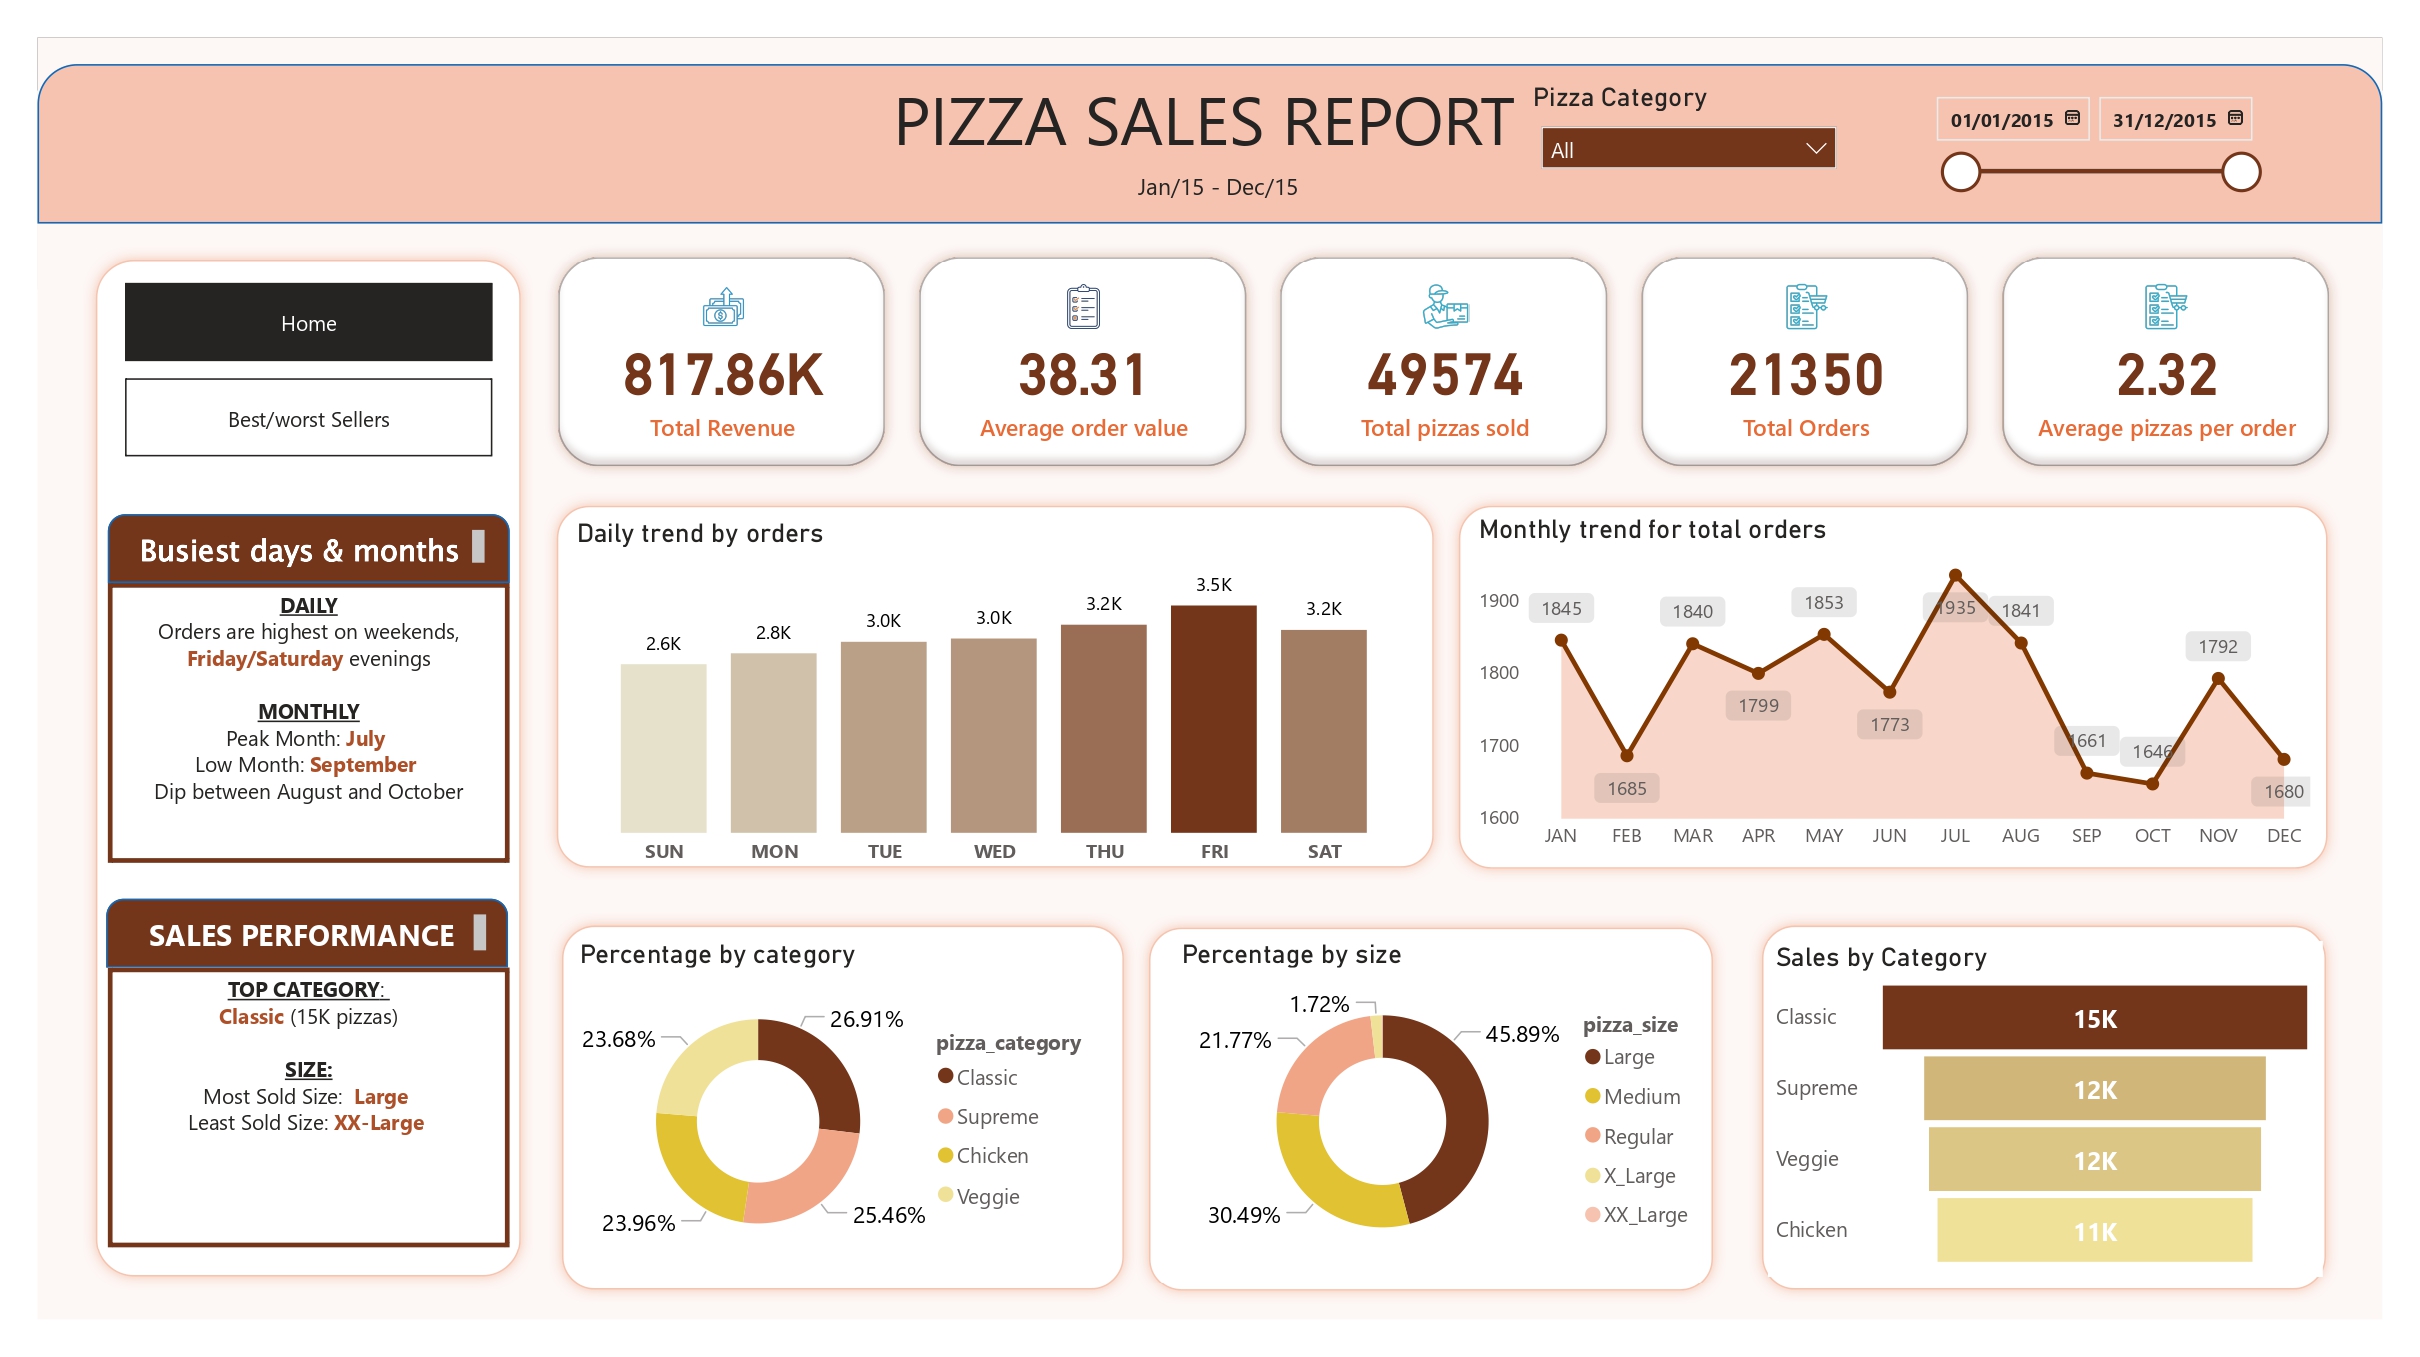 PIZZA SALES REPORT
Jan/15 - Dec/15
Pizza Category
All
01/01/2015
31/12/2015
Home
Best/worst Sellers
817.86K
Total Revenue
38.31
Average order value
49574
Total pizzas sold
21350
Total Orders
2.32
Average pizzas per order
Busiest days & months
DAILY
Orders are highest on weekends,
Friday/Saturday evenings
MONTHLY
Peak Month: July
Low Month: September
Dip between August and October
SALES PERFORMANCE
TOP CATEGORY:
Classic (15K pizzas)
SIZE:
Most Sold Size: Large
Least Sold Size: XX-Large
Daily trend by orders
2.6K
2.8K
3.0K
3.0K
3.2K
3.5K
3.2K
SUN MON TUE WED THU FRI SAT
Monthly trend for total orders
1900
1800
1700
1600
1845
1685
1840
1799
1853
1773
1935
1841
1661
1646
1792
1680
JAN FEB MAR APR MAY JUN JUL AUG SEP OCT NOV DEC
Percentage by category
26.91%
25.46%
23.96%
23.68%
pizza_category
Classic
Supreme
Chicken
Veggie
Percentage by size
45.89%
30.49%
21.77%
1.72%
pizza_size
Large
Medium
Regular
X_Large
XX_Large
Sales by Category
Classic 15K
Supreme 12K
Veggie 12K
Chicken 11K